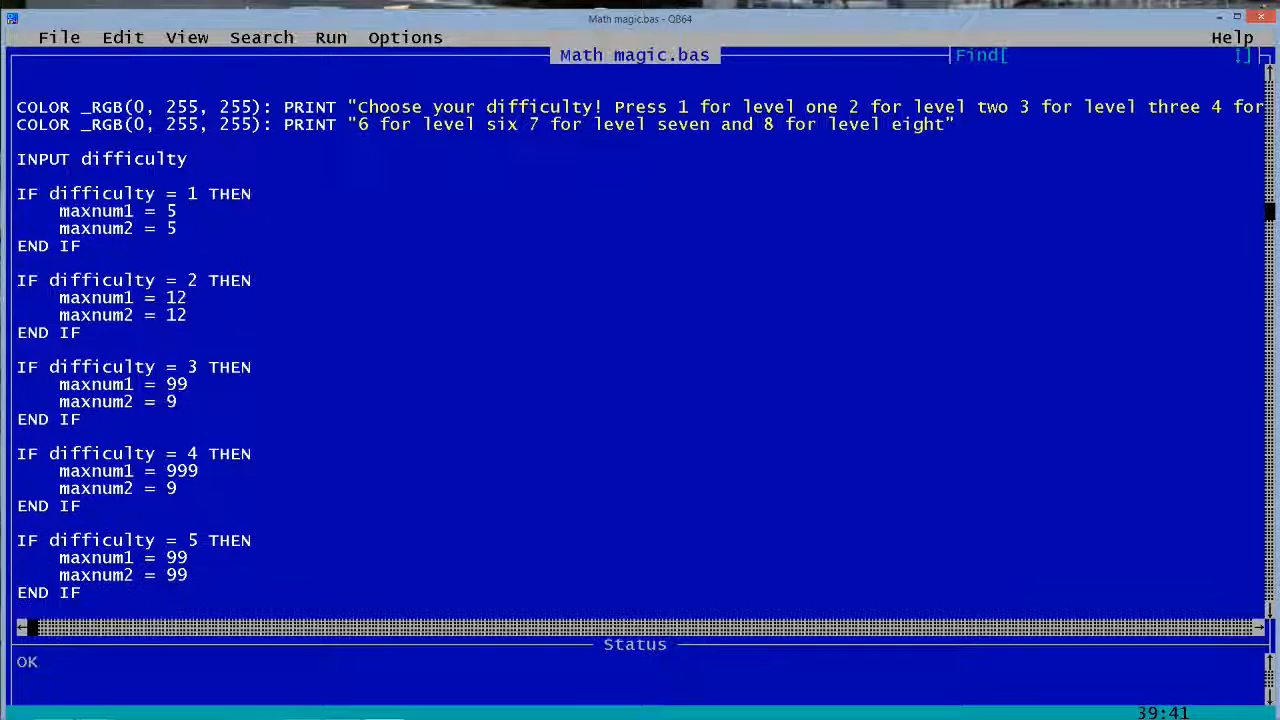 Math magic.bas - QB64
File Edit View Search Run Options Help
Math magic.bas Find[ ]
COLOR _RGB(0, 255, 255): PRINT "Choose your difficulty! Press 1 for level one 2 for level two 3 for level three 4 for
COLOR _RGB(0, 255, 255): PRINT "6 for level six 7 for level seven and 8 for level eight"
INPUT difficulty
IF difficulty = 1 THEN
maxnum1 = 5
maxnum2 = 5
END IF
IF difficulty = 2 THEN
maxnum1 = 12
maxnum2 = 12
END IF
IF difficulty = 3 THEN
maxnum1 = 99
maxnum2 = 9
END IF
IF difficulty = 4 THEN
maxnum1 = 999
maxnum2 = 9
END IF
IF difficulty = 5 THEN
maxnum1 = 99
maxnum2 = 99
END IF
Status
OK
39:41